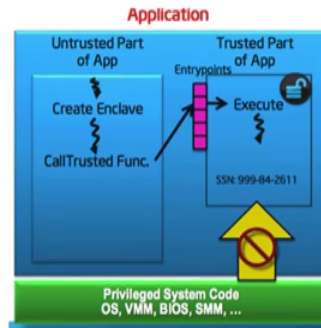 Application
Untrusted Part
of App
Trusted Part
of App
Entrypoints
Create Enclave
Execute
CallTrusted Func.
SSN: 999-84-2611
Privileged System Code
OS, VMM, BIOS, SMM, ...